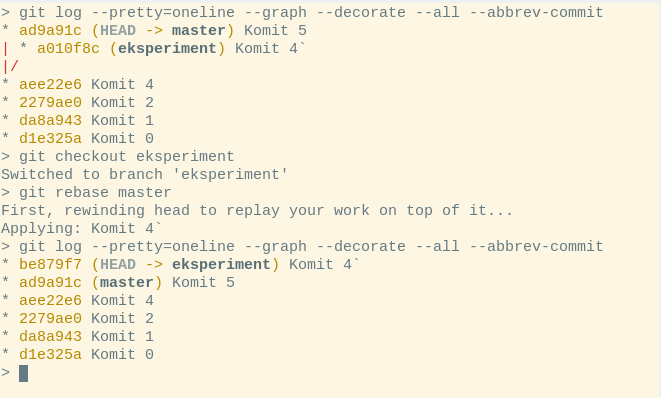 > git log --pretty=oneline --graph --decorate --all --abbrev-commit
* ad9a91c (HEAD -> master) Komit 5
| * a010f8c (eksperiment) Komit 4`
|/
* aee22e6 Komit 4
* 2279ae0 Komit 2
* da8a943 Komit 1
* d1e325a Komit 0
> git checkout eksperiment
Switched to branch 'eksperiment'
> git rebase master
First, rewinding head to replay your work on top of it...
Applying: Komit 4`
> git log --pretty=oneline --graph --decorate --all --abbrev-commit
* be879f7 (HEAD -> eksperiment) Komit 4`
* ad9a91c (master) Komit 5
* aee22e6 Komit 4
* 2279ae0 Komit 2
* da8a943 Komit 1
* d1e325a Komit 0
>